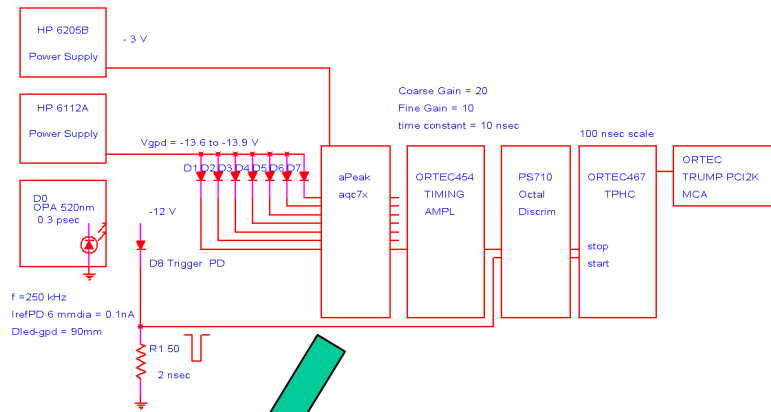 HP 6205B
Power Supply
- 3 V
HP 6112A
Power Supply
Vgpd = -13.6 to -13.9 V
D1 D2 D3 D4 D5 D6 D7
Coarse Gain = 20
Fine Gain = 10
time constant = 10 nsec
100 nsec scale
aPeak
aqc7x
ORTEC454
TIMING
AMPL
PS710
Octal
Discrim
ORTEC467
TPHC
stop
start
ORTEC
TRUMP PCI2K
MCA
D0
OPA 520nm
0.3 psec
-12 V
D8 Trigger PD
f =250 kHz
IrefPD 6 mmdia = 0.1nA
Dled-gpd = 90mm
R1 50
2 nsec